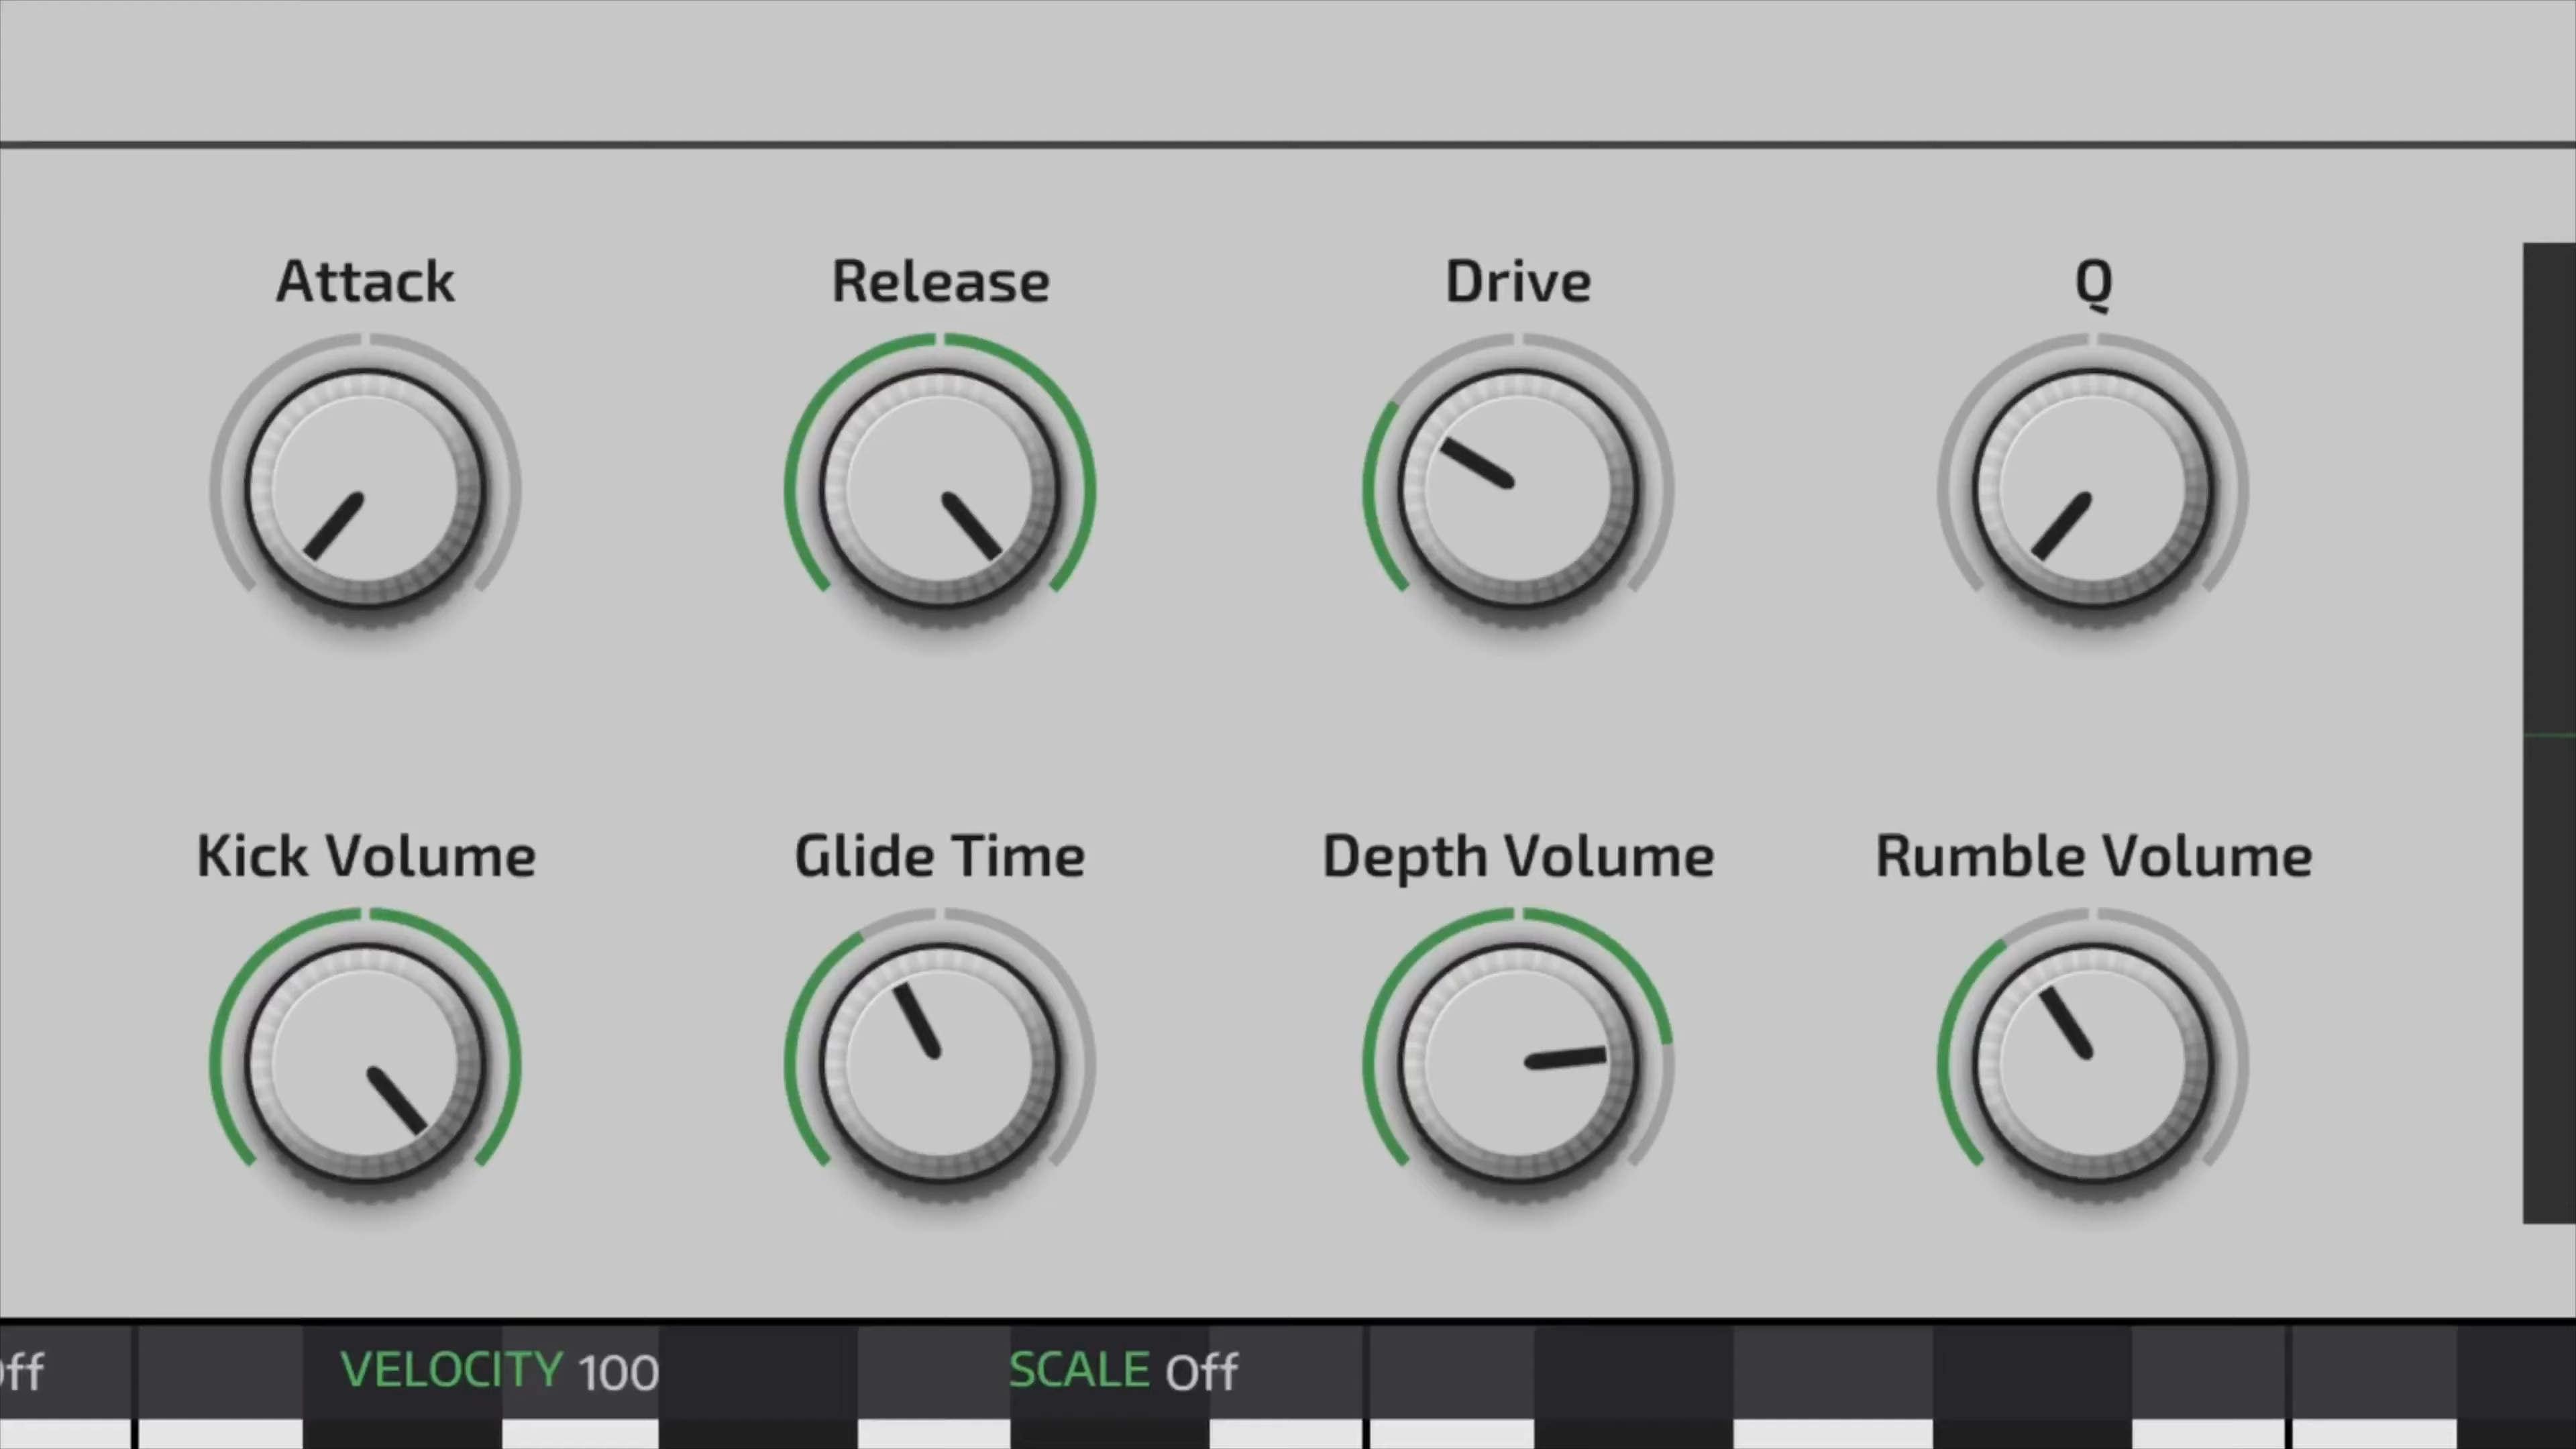 Attack Release Drive Q
Kick Volume Glide Time Depth Volume Rumble Volume
VELOCITY 100 SCALE Off